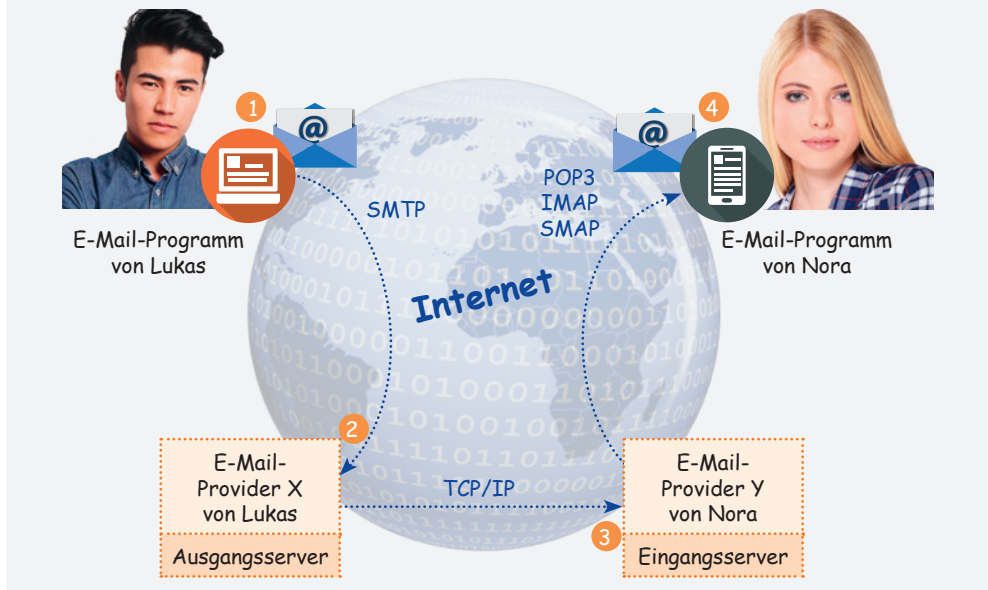 1
@
4
@
SMTP
POP3
IMAP
SMAP
E-Mail-Programm
von Lukas
E-Mail-Programm
von Nora
Internet
2
E-Mail-
Provider X
von Lukas
Ausgangsserver
TCP/IP
3
E-Mail-
Provider Y
von Nora
Eingangsserver